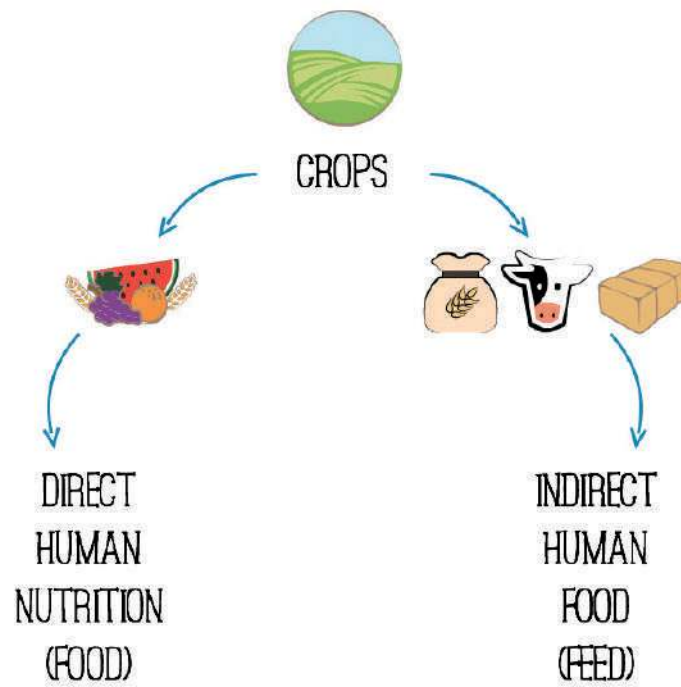 CROPS
DIRECT
HUMAN
NUTRITION
(FOOD)
INDIRECT
HUMAN
FOOD
(FEED)